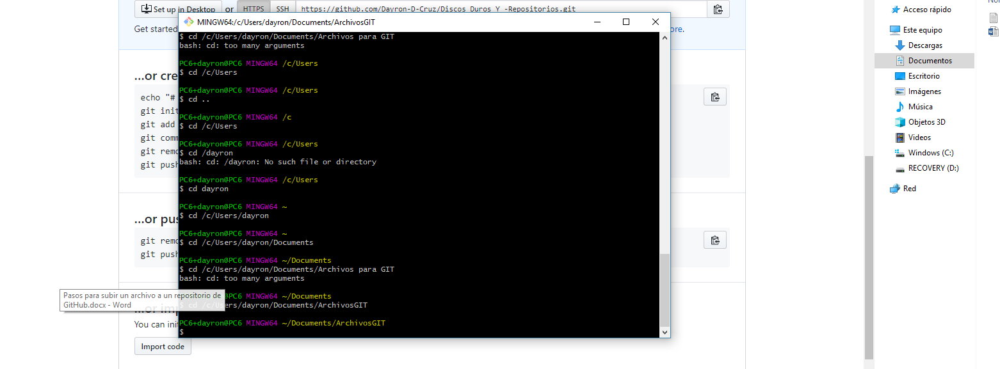 Set up in Desktop or HTTPS SSH https://github.com/Dayron-D-Cruz/Discos_Duros_Y_-Repositorios.git
Get started
ore.
MINGW64:/c/Users/dayron/Documents/ArchivosGIT
$ cd /c/Users/dayron/Documents/Archivos para GIT
bash: cd: too many arguments
PC6+dayron@PC6 MINGW64 /c/Users
$ cd /c/Users
PC6+dayron@PC6 MINGW64 /c/Users
$ cd ..
PC6+dayron@PC6 MINGW64 /c
$ cd /c/Users
PC6+dayron@PC6 MINGW64 /c/Users
$ cd /dayron
bash: cd: /dayron: No such file or directory
PC6+dayron@PC6 MINGW64 /c/Users
$ cd dayron
PC6+dayron@PC6 MINGW64 ~
$ cd /c/Users/dayron
PC6+dayron@PC6 MINGW64 ~
$ cd /c/Users/dayron/Documents
PC6+dayron@PC6 MINGW64 ~/Documents
$ cd /c/Users/dayron/Documents/Archivos para GIT
bash: cd: too many arguments
PC6+dayron@PC6 MINGW64 ~/Documents
$ cd /c/Users/dayron/Documents/ArchivosGIT
PC6+dayron@PC6 MINGW64 ~/Documents/ArchivosGIT
$
...or cre
echo "#
git init
git add
git comm
git remo
git push
...or pus
git remo
git push
Pasos para subir un archivo a un repositorio de
GitHub.docx - Word
...or imp
You can init
Import code
Acceso rápido
Este equipo
Descargas
Documentos
Escritorio
Imágenes
Música
Objetos 3D
Videos
Windows (C:)
RECOVERY (D:)
Red